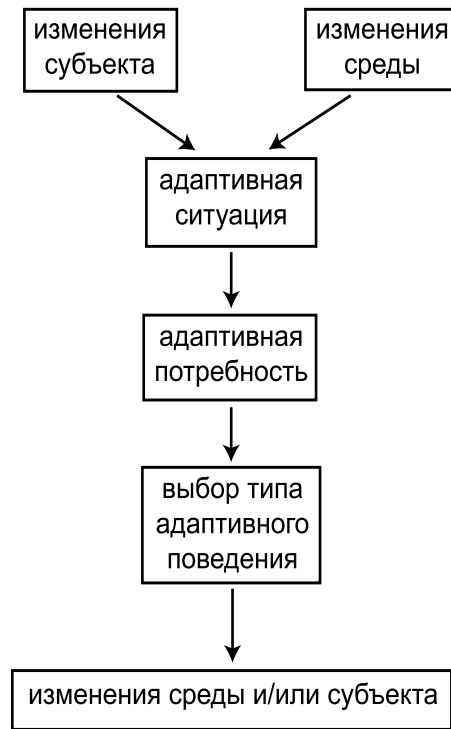 изменения
субъекта
изменения
среды
адаптивная
ситуация
адаптивная
потребность
выбор типа
адаптивного
поведения
изменения среды и/или субъекта